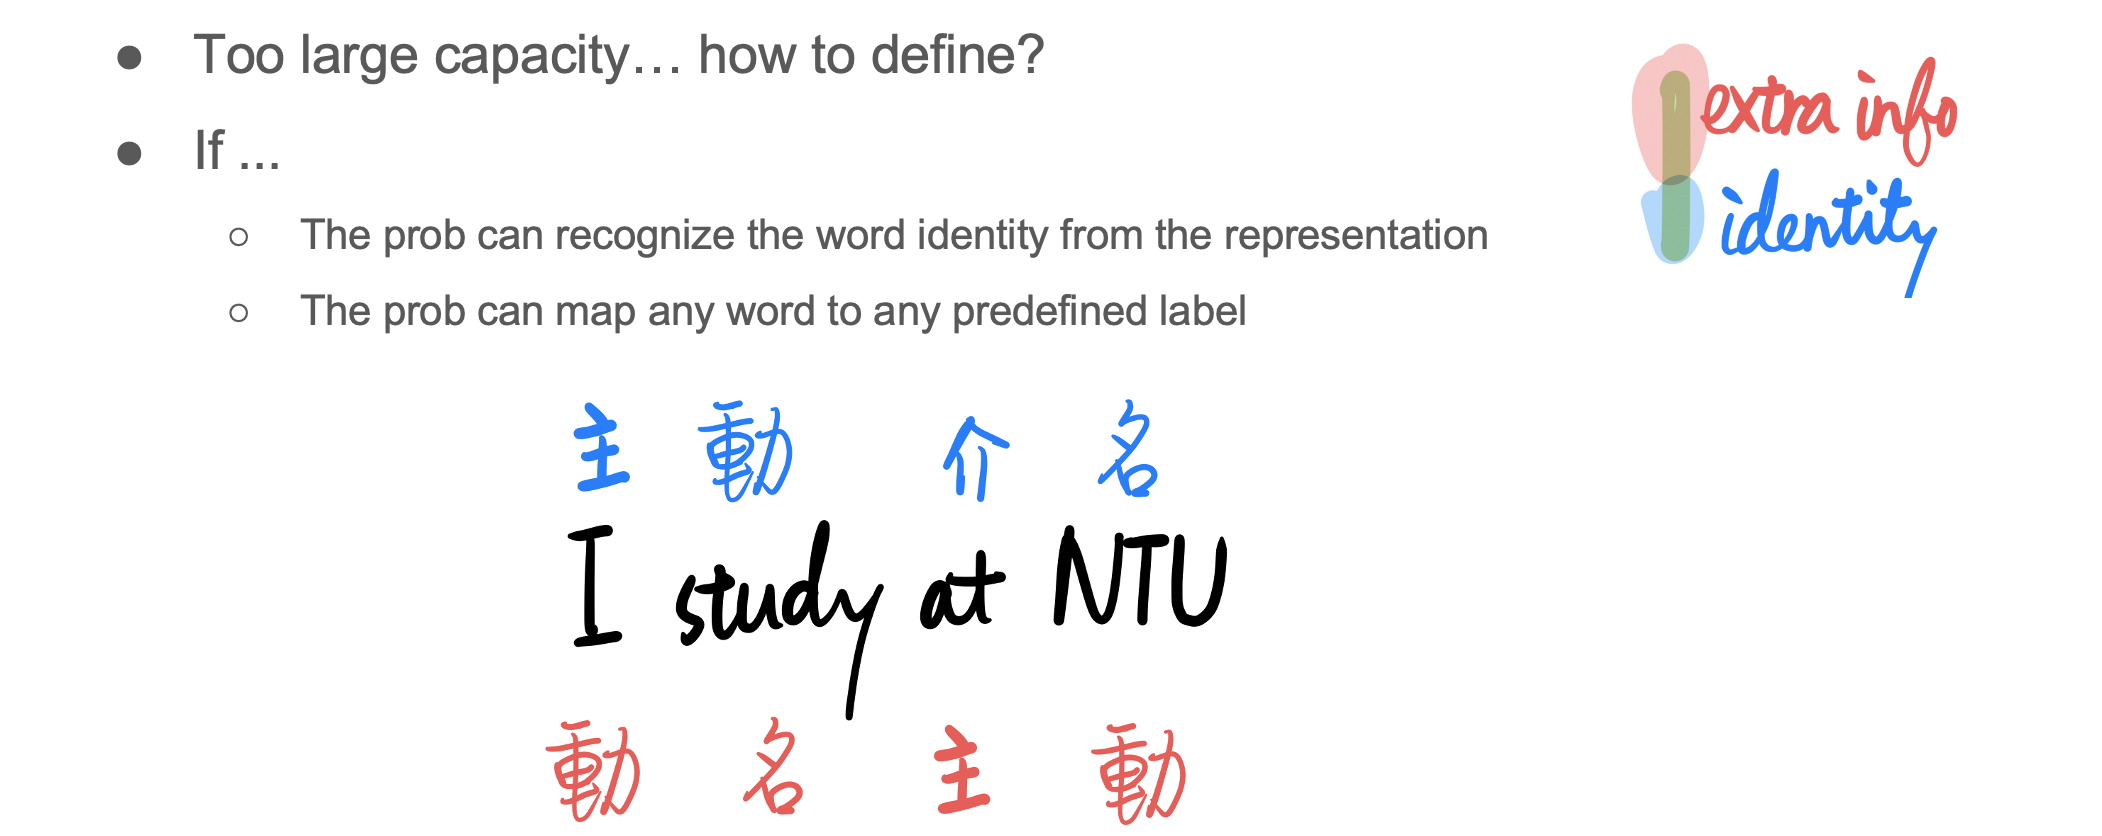 Too large capacity… how to define?
If ...
The prob can recognize the word identity from the representation
The prob can map any word to any predefined label
extra info
identity
主 動 介 名
I study at NTU
動 名 主 動